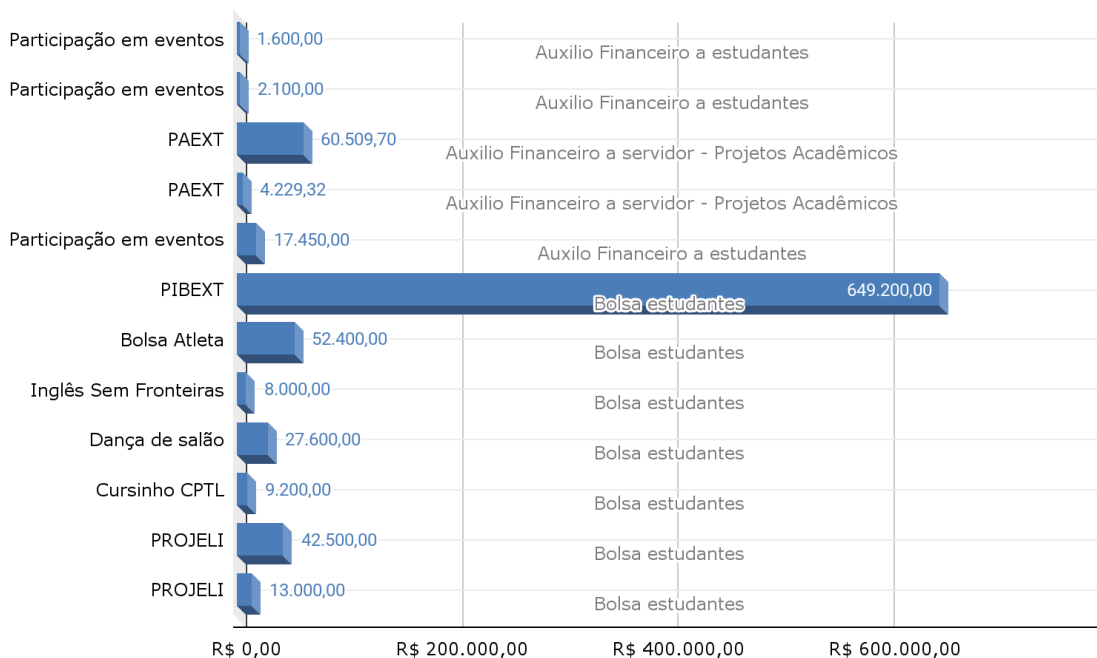 Participação em eventos 1.600,00 Auxilio Financeiro a estudantes
Participação em eventos 2.100,00 Auxilio Financeiro a estudantes
PAEXT 60.509,70 Auxilio Financeiro a servidor - Projetos Acadêmicos
PAEXT 4.229,32 Auxilio Financeiro a servidor - Projetos Acadêmicos
Participação em eventos 17.450,00 Auxilo Financeiro a estudantes
PIBEXT 649.200,00 Bolsa estudantes
Bolsa Atleta 52.400,00 Bolsa estudantes
Inglês Sem Fronteiras 8.000,00 Bolsa estudantes
Dança de salão 27.600,00 Bolsa estudantes
Cursinho CPTL 9.200,00 Bolsa estudantes
PROJELI 42.500,00 Bolsa estudantes
PROJELI 13.000,00 Bolsa estudantes
R$ 0,00 R$ 200.000,00 R$ 400.000,00 R$ 600.000,00